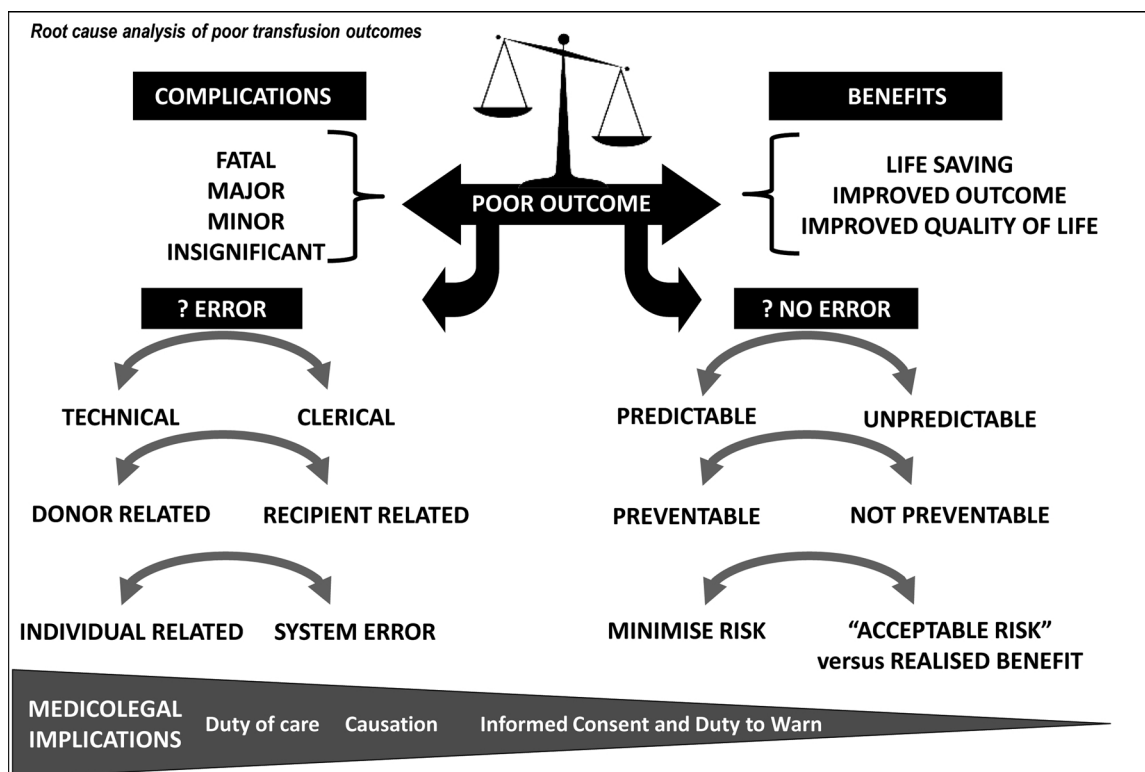 Root cause analysis of poor transfusion outcomes
COMPLICATIONS
BENEFITS
FATAL
MAJOR
MINOR
INSIGNIFICANT
POOR OUTCOME
LIFE SAVING
IMPROVED OUTCOME
IMPROVED QUALITY OF LIFE
? ERROR
? NO ERROR
TECHNICAL
CLERICAL
PREDICTABLE
UNPREDICTABLE
DONOR RELATED
RECIPIENT RELATED
PREVENTABLE
NOT PREVENTABLE
INDIVIDUAL RELATED
SYSTEM ERROR
MINIMISE RISK
“ACCEPTABLE RISK”
versus REALISED BENEFIT
MEDICOLEGAL
IMPLICATIONS
Duty of care
Causation
Informed Consent and Duty to Warn